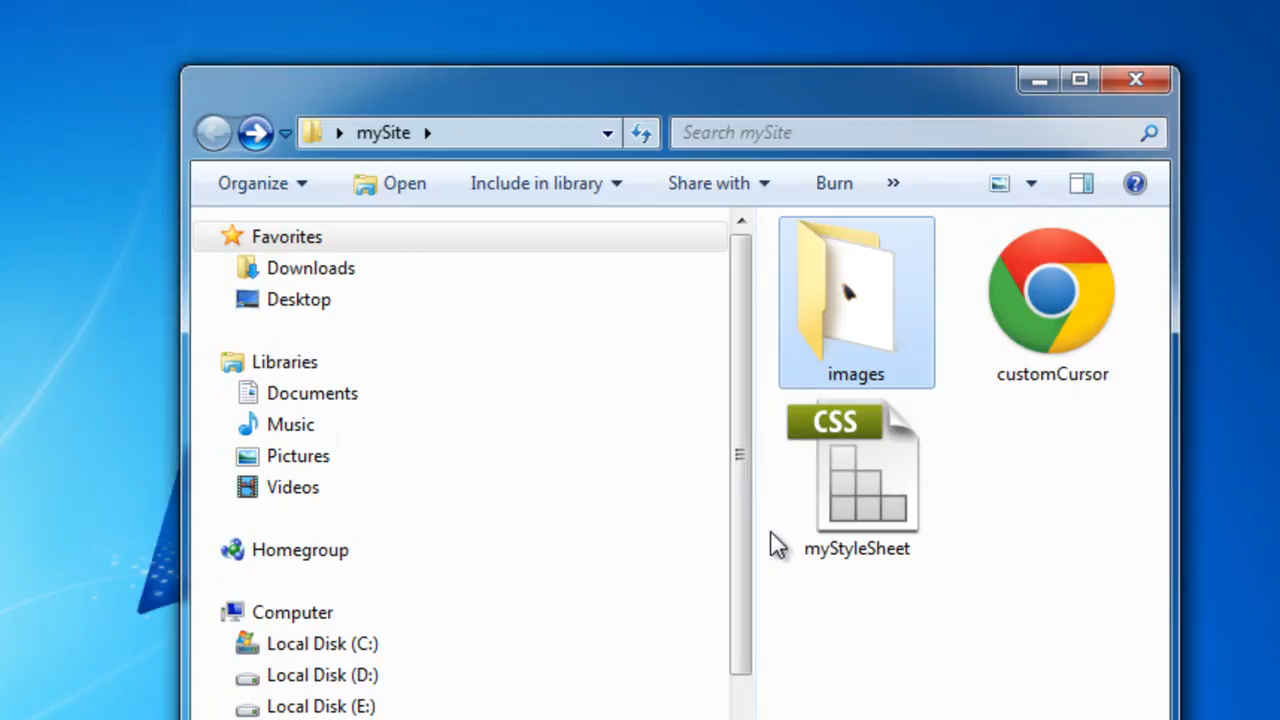 mySite
Search mySite
Organize
Open
Include in library
Share with
Burn
»
Favorites
Downloads
Desktop
Libraries
Documents
Music
Pictures
Videos
Homegroup
Computer
Local Disk (C:)
Local Disk (D:)
Local Disk (E:)
images
customCursor
CSS
myStyleSheet